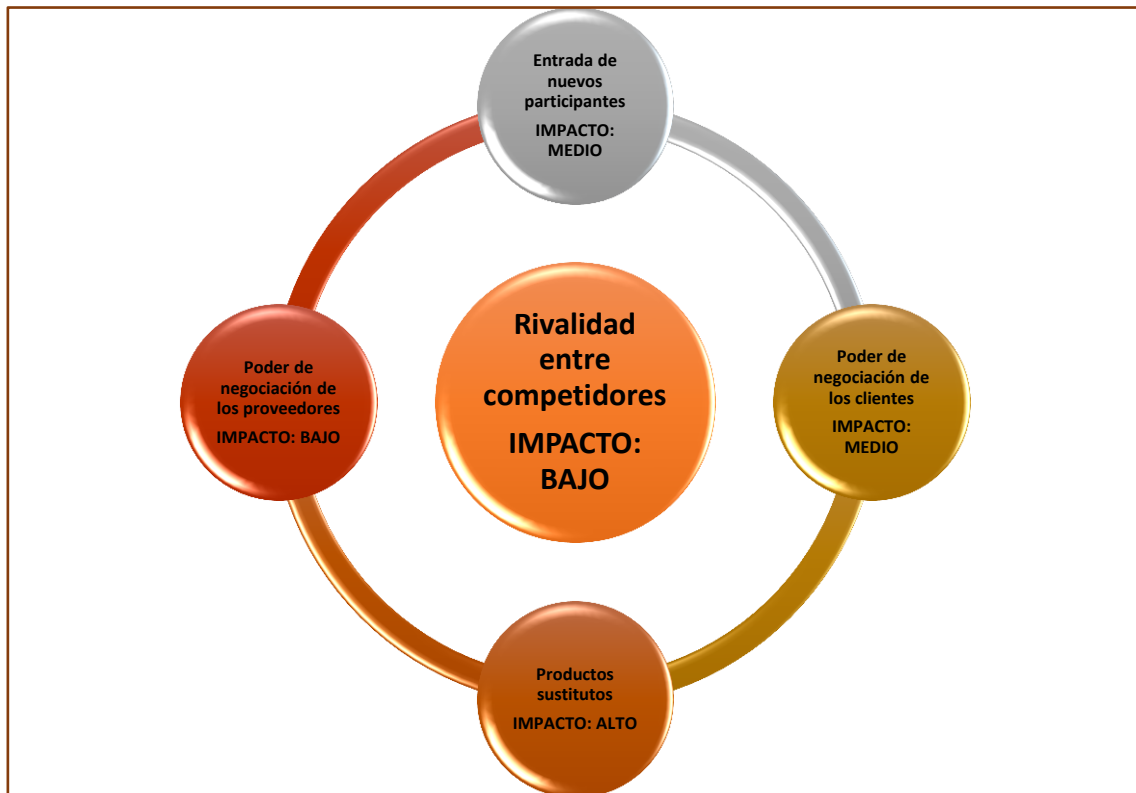 Entrada de
nuevos
participantes
IMPACTO:
MEDIO
Poder de
negociación de
los proveedores
IMPACTO: BAJO
Rivalidad
entre
competidores
IMPACTO:
BAJO
Poder de
negociación de
los clientes
IMPACTO:
MEDIO
Productos
sustitutos
IMPACTO: ALTO